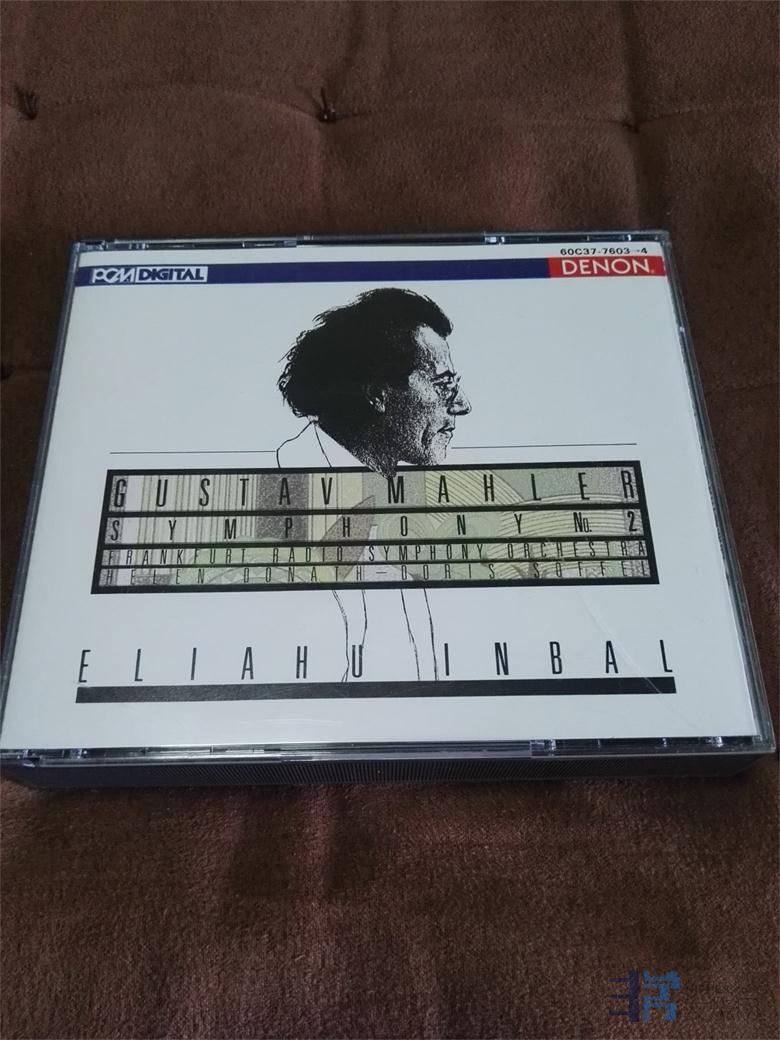 60C37-7603→4
PCM DIGITAL
DENON
GUSTAV MAHLER
SYMPHONY No. 2
FRANKFURT RADIO SYMPHONY ORCHESTRA
HELEN DONATH–DORIS SOFFEL
ELIAHU INBAL